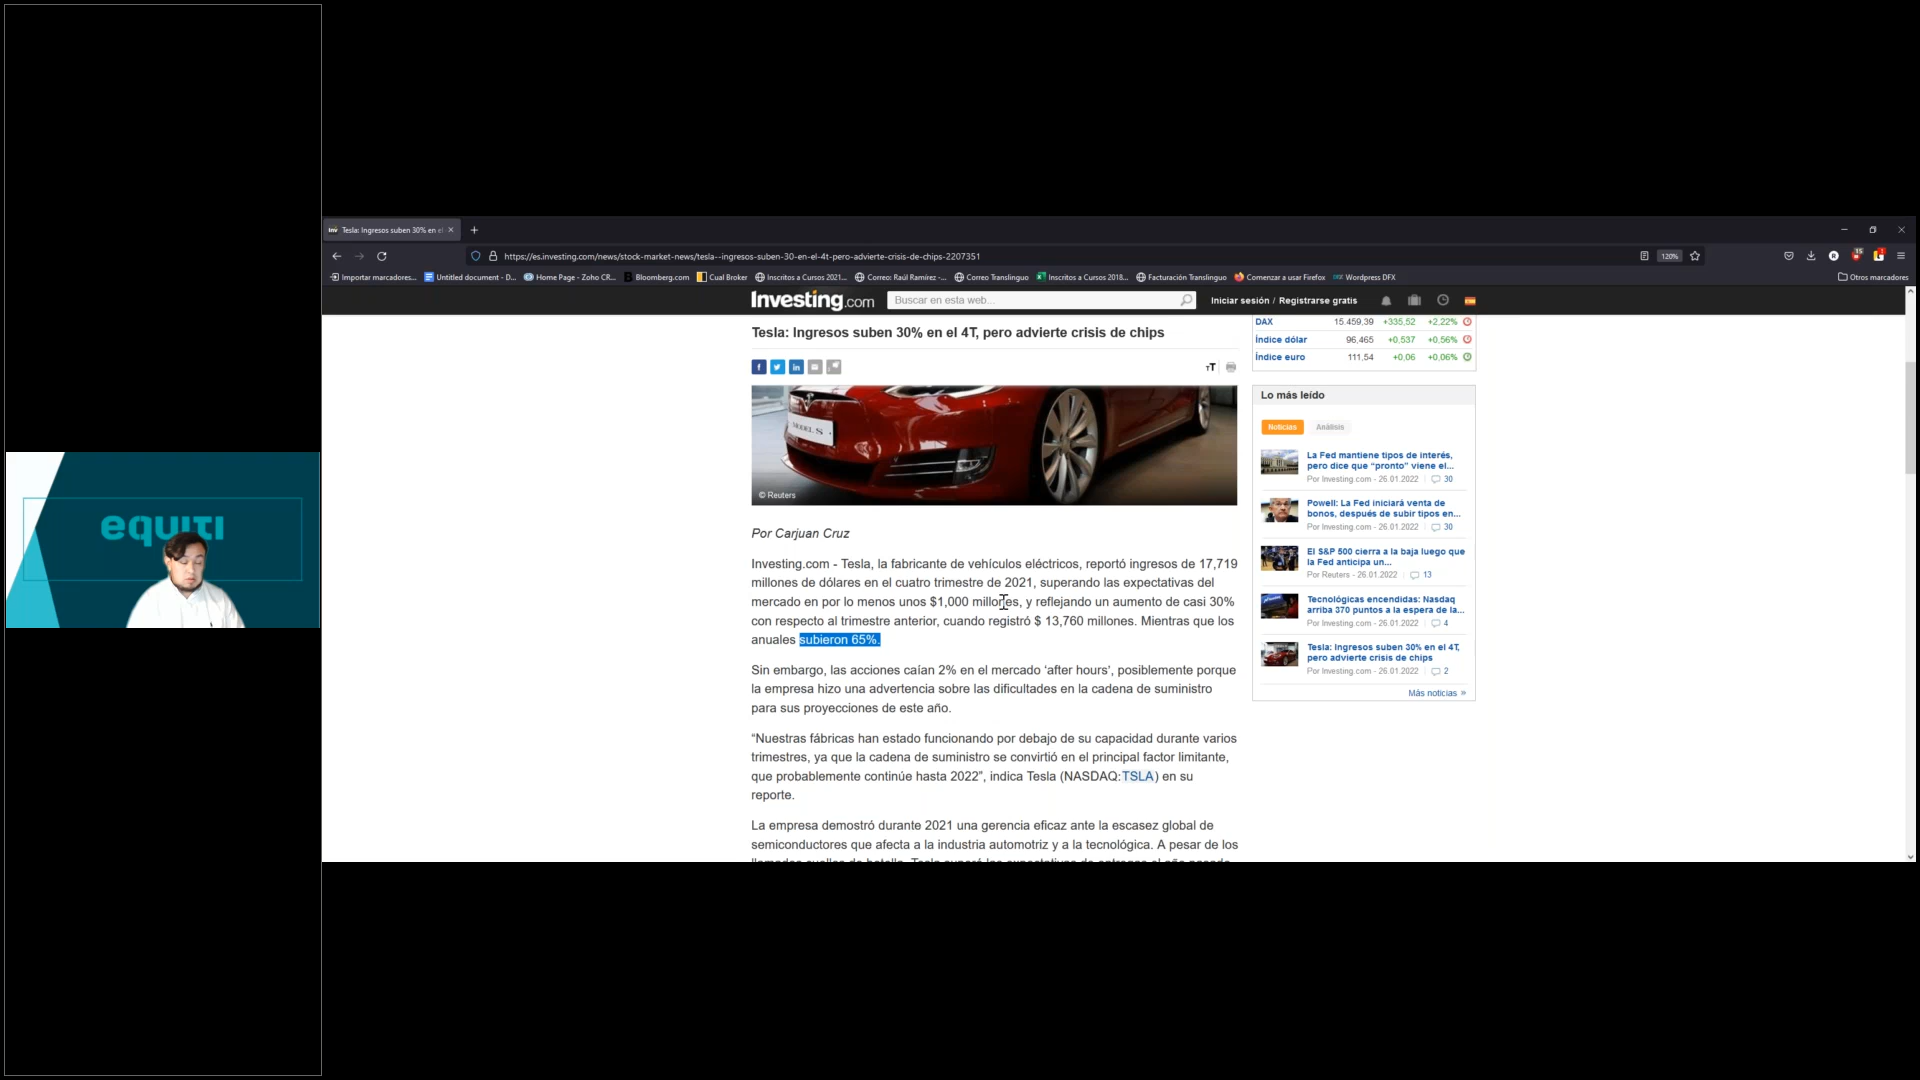 equiti
Tesla: Ingresos suben 30% en el
https://es.investing.com/news/stock-market-news/tesla--ingresos-suben-30-en-el-4t-pero-advierte-crisis-de-chips-2207351
120%
Importar marcadores... Untitled document - D... Home Page - Zoho CR... Bloomberg.com Cual Broker Inscritos a Cursos 2021... Correo: Raúl Ramírez -... Correo Translinguo Inscritos a Cursos 2018... Facturación Translinguo Comenzar a usar Firefox Wordpress DFX Otros marcadores
Investing.com Buscar en esta web... Iniciar sesión / Registrarse gratis
Tesla: Ingresos suben 30% en el 4T, pero advierte crisis de chips
MODEL S
© Reuters
Por Carjuan Cruz
Investing.com - Tesla, la fabricante de vehículos eléctricos, reportó ingresos de 17,719
millones de dólares en el cuatro trimestre de 2021, superando las expectativas del
mercado en por lo menos unos $1,000 millones, y reflejando un aumento de casi 30%
con respecto al trimestre anterior, cuando registró $ 13,760 millones. Mientras que los
anuales subieron 65%.
Sin embargo, las acciones caían 2% en el mercado ‘after hours’, posiblemente porque
la empresa hizo una advertencia sobre las dificultades en la cadena de suministro
para sus proyecciones de este año.
“Nuestras fábricas han estado funcionando por debajo de su capacidad durante varios
trimestres, ya que la cadena de suministro se convirtió en el principal factor limitante,
que probablemente continúe hasta 2022”, indica Tesla (NASDAQ:TSLA) en su
reporte.
La empresa demostró durante 2021 una gerencia eficaz ante la escasez global de
semiconductores que afecta a la industria automotriz y a la tecnológica. A pesar de los
DAX 15.459,39 +335,52 +2,22%
Índice dólar 96,465 +0,537 +0,56%
Índice euro 111,54 +0,06 +0,06%
Lo más leído
Noticias Análisis
La Fed mantiene tipos de interés,
pero dice que “pronto” viene el...
Por Investing.com - 26.01.2022 30
Powell: La Fed iniciará venta de
bonos, después de subir tipos en...
Por Investing.com - 26.01.2022 30
El S&P 500 cierra a la baja luego que
la Fed anticipa un...
Por Reuters - 26.01.2022 13
Tecnológicas encendidas: Nasdaq
arriba 370 puntos a la espera de la...
Por Investing.com - 26.01.2022 4
Tesla: Ingresos suben 30% en el 4T,
pero advierte crisis de chips
Por Investing.com - 26.01.2022 2
Más noticias »